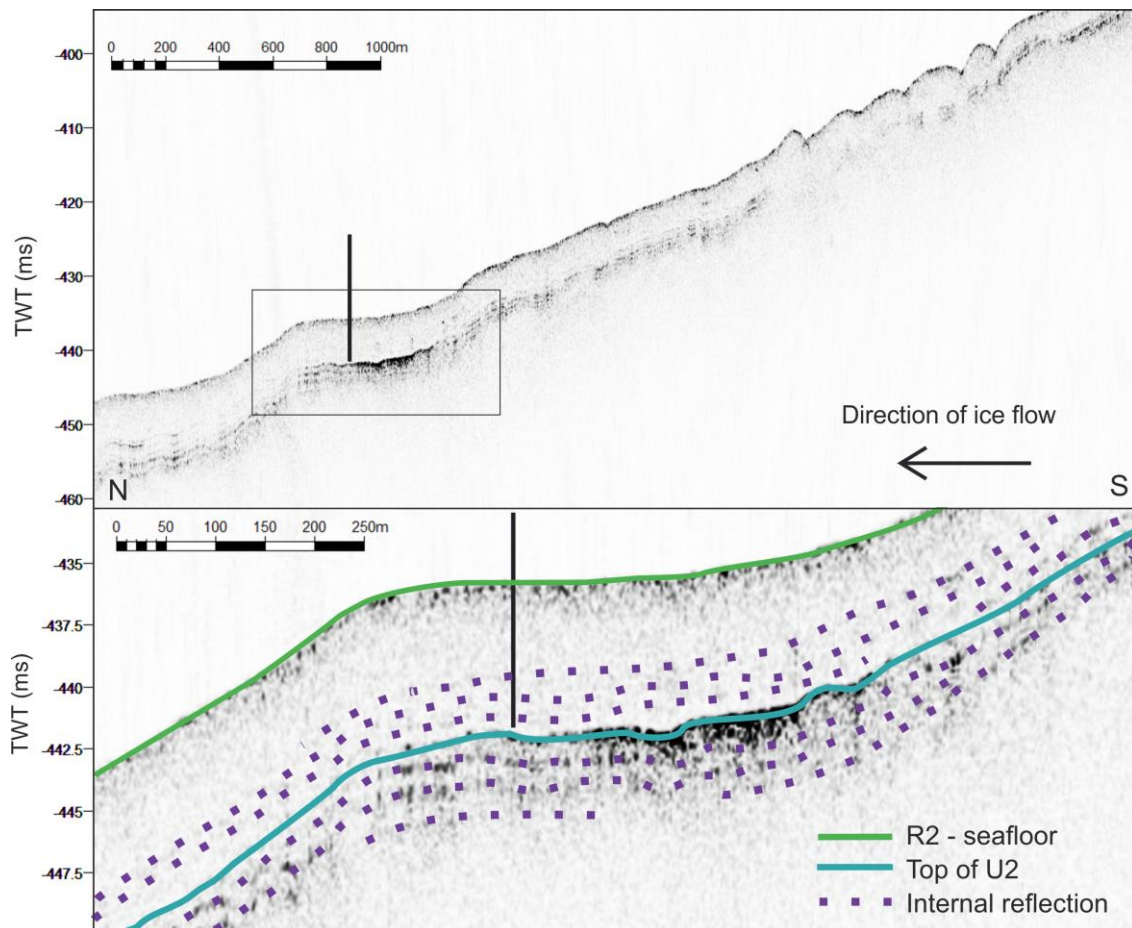 0 200 400 600 800 1000m
-400
-410
-420
-430
-440
-450
-460
TWT (ms)
Direction of ice flow
N
S
0 50 100 150 200 250m
-435
-437.5
-440
-442.5
-445
-447.5
TWT (ms)
R2 - seafloor
Top of U2
Internal reflection